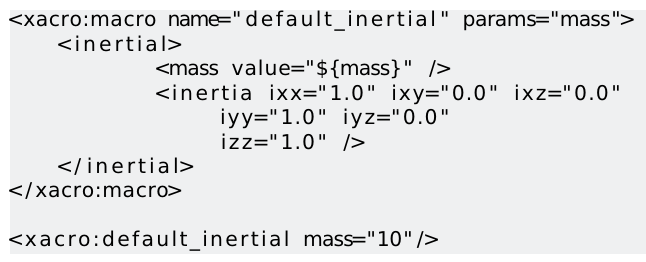 <xacro:macro name="default_inertial" params="mass">
<inertial>
<mass value="${mass}" />
<inertia ixx="1.0" ixy="0.0" ixz="0.0"
iyy="1.0" iyz="0.0"
izz="1.0" />
</inertial>
</xacro:macro>
<xacro:default_inertial mass="10"/>